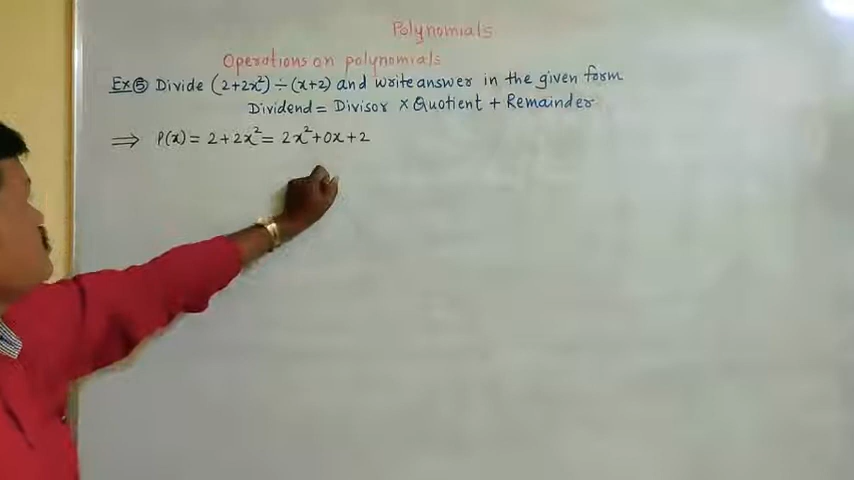 Polynomials
Operations on polynomials
Ex⑤ Divide (2+2x²) ÷ (x+2) and write answer in the given form
Dividend = Divisor × Quotient + Remainder
⇒ P(x) = 2+2x² = 2x²+0x+2